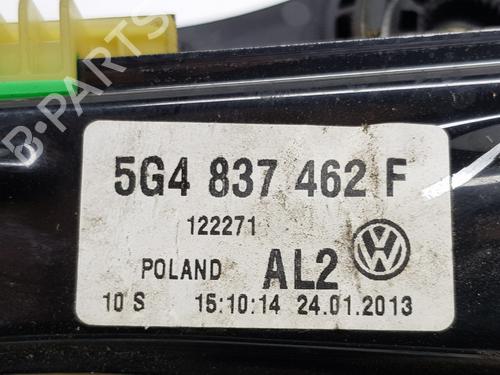 B-PARTS
5G4 837 462 F
122271
POLAND AL2
10 S 15:10:14 24.01.2013